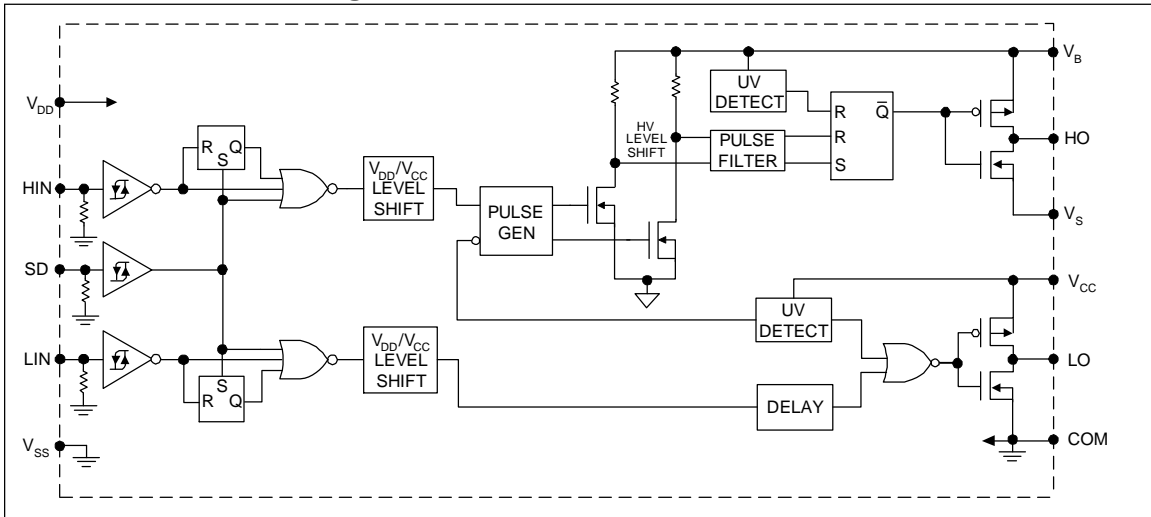 V_B
UV
DETECT
V_DD
R
Q̅
HV
LEVEL
SHIFT
R
HO
PULSE
FILTER
R Q
S
S
V_DD/V_CC
LEVEL
SHIFT
HIN
PULSE
GEN
V_S
SD
V_CC
UV
DETECT
V_DD/V_CC
LEVEL
SHIFT
LIN
LO
S
R Q
DELAY
V_SS
COM